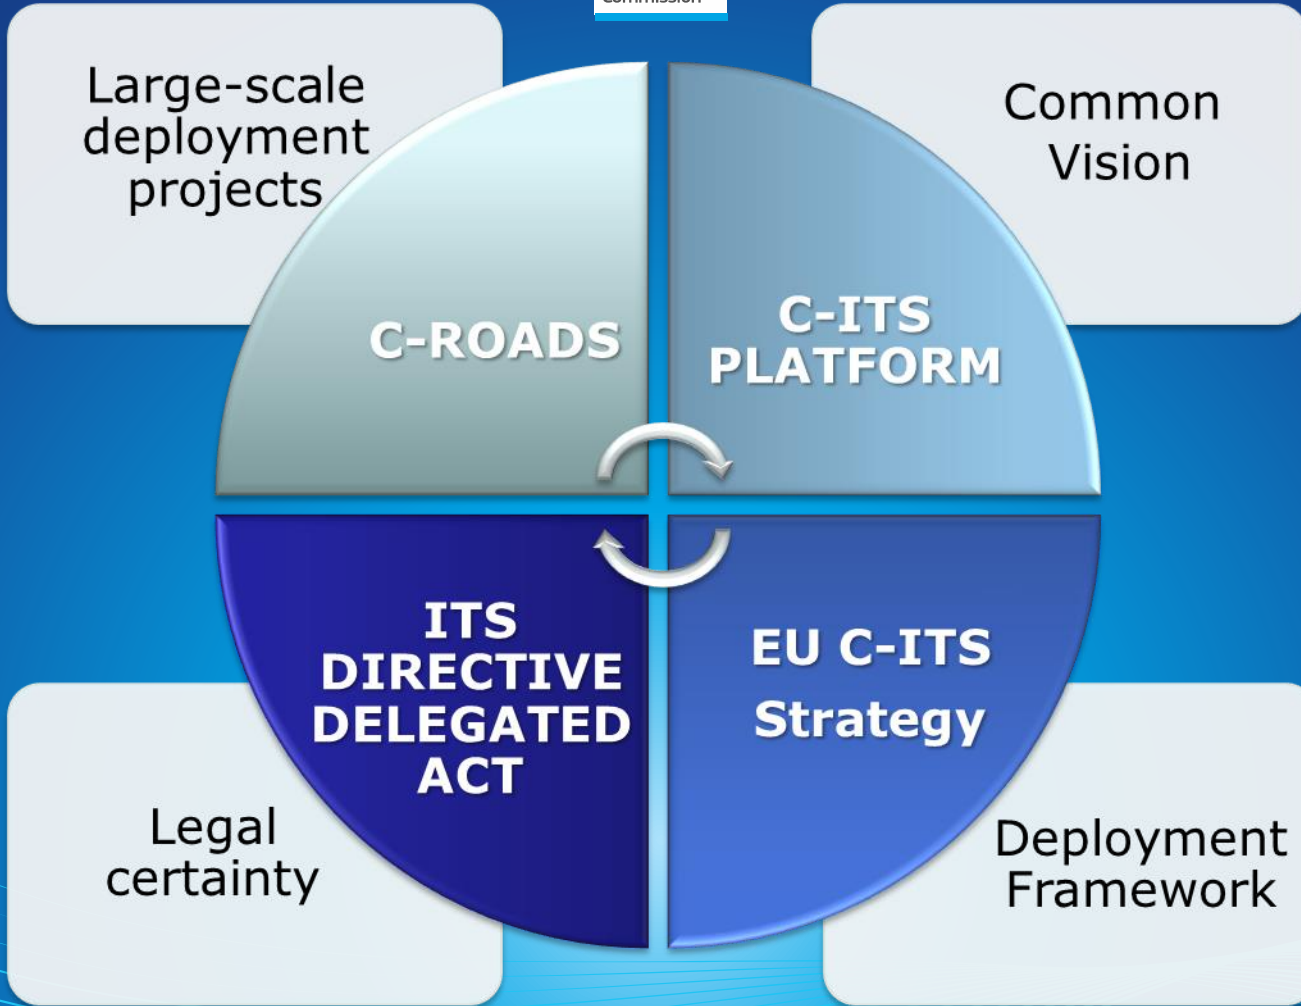 Commission
Large-scale
deployment
projects
Common
Vision
C-ROADS
C-ITS
PLATFORM
ITS
DIRECTIVE
DELEGATED
ACT
EU C-ITS
Strategy
Legal
certainty
Deployment
Framework